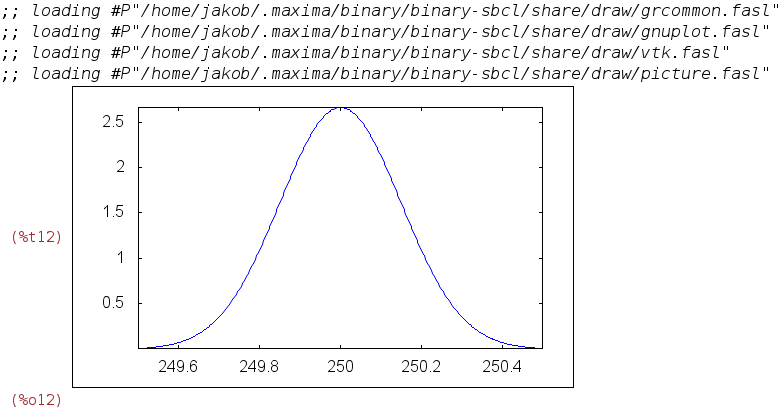 ;; loading #P"/home/jakob/.maxima/binary/binary-sbcl/share/draw/grcommon.fasl"
;; loading #P"/home/jakob/.maxima/binary/binary-sbcl/share/draw/gnuplot.fasl"
;; loading #P"/home/jakob/.maxima/binary/binary-sbcl/share/draw/vtk.fasl"
;; loading #P"/home/jakob/.maxima/binary/binary-sbcl/share/draw/picture.fasl"
2.5
2
1.5
(%t12)
1
0.5
249.6 249.8 250 250.2 250.4
(%o12)